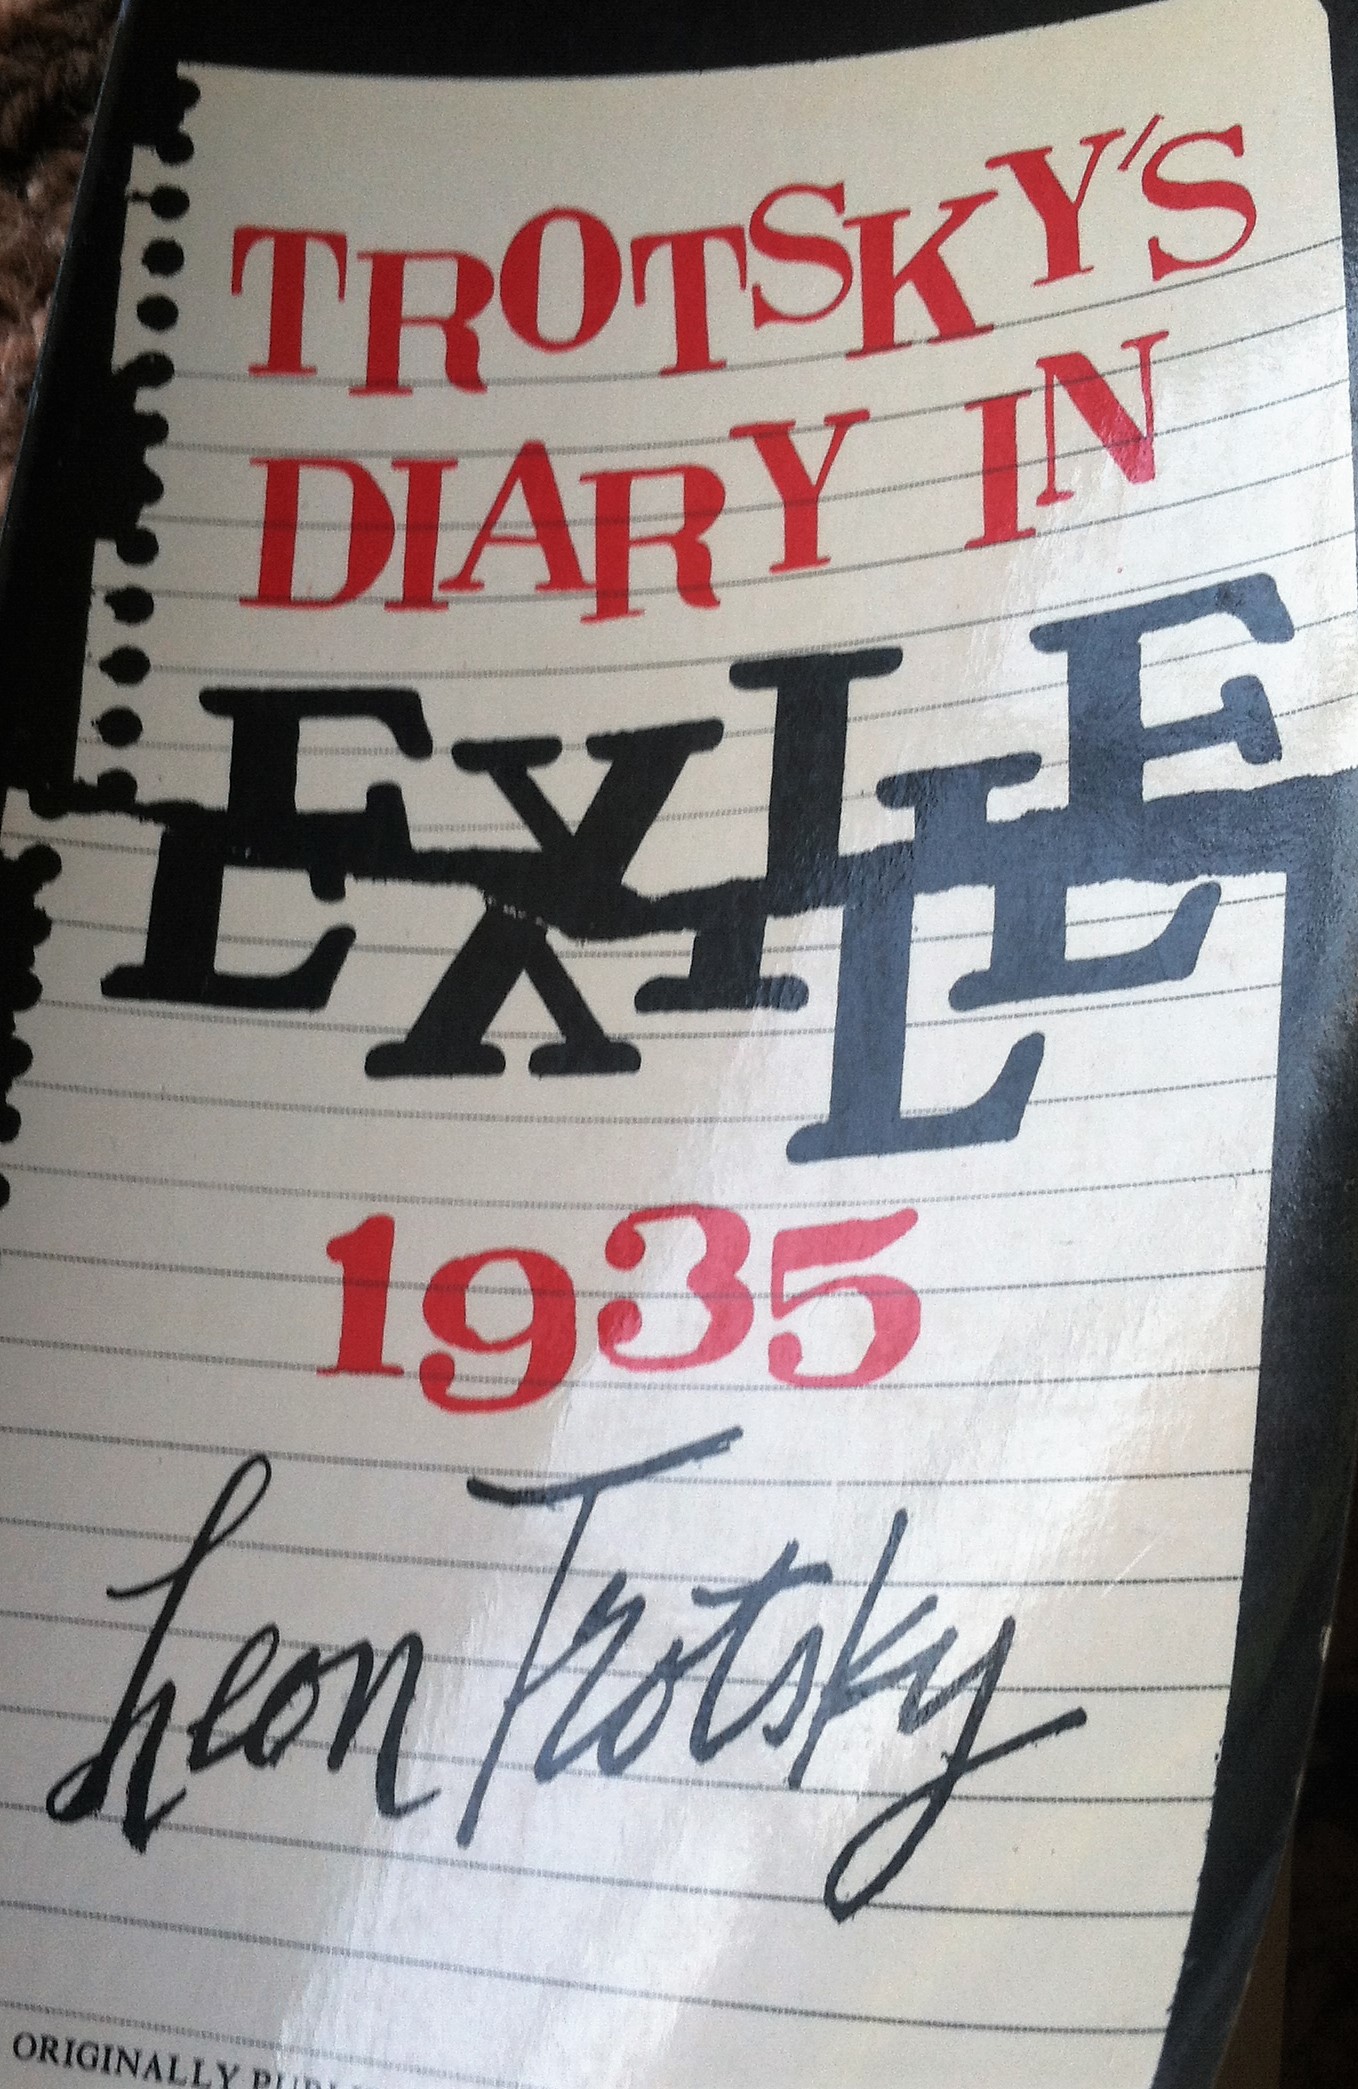 TROTSKY'S
DIARY IN
EXILE
1935
Leon Trotsky
ORIGINALLY